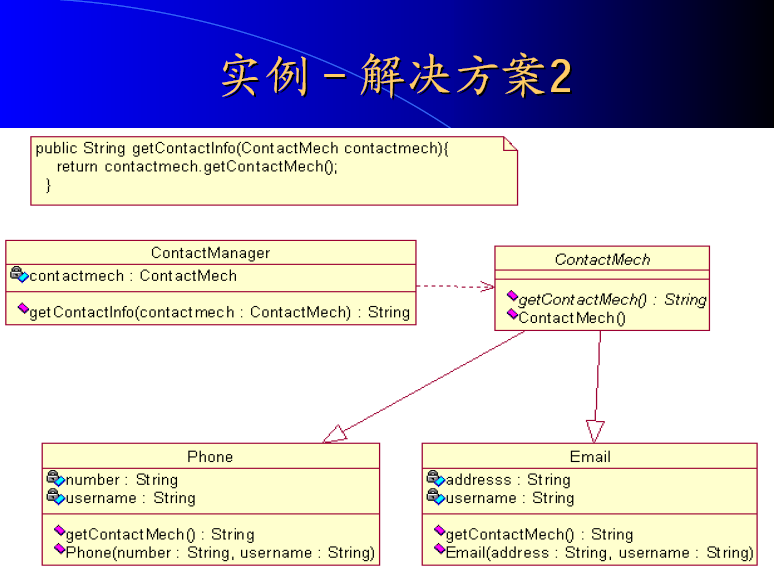 实例－解决方案2
public String getContactInfo(ContactMech contactmech){
return contactmech.getContactMech();
}
ContactManager
contactmech : ContactMech
getContactInfo(contactmech : ContactMech) : String
ContactMech
getContactMech() : String
ContactMech()
Phone
number : String
username : String
getContactMech() : String
Phone(number : String, username : String)
Email
addresss : String
username : String
getContactMech() : String
Email(address : String, username : String)